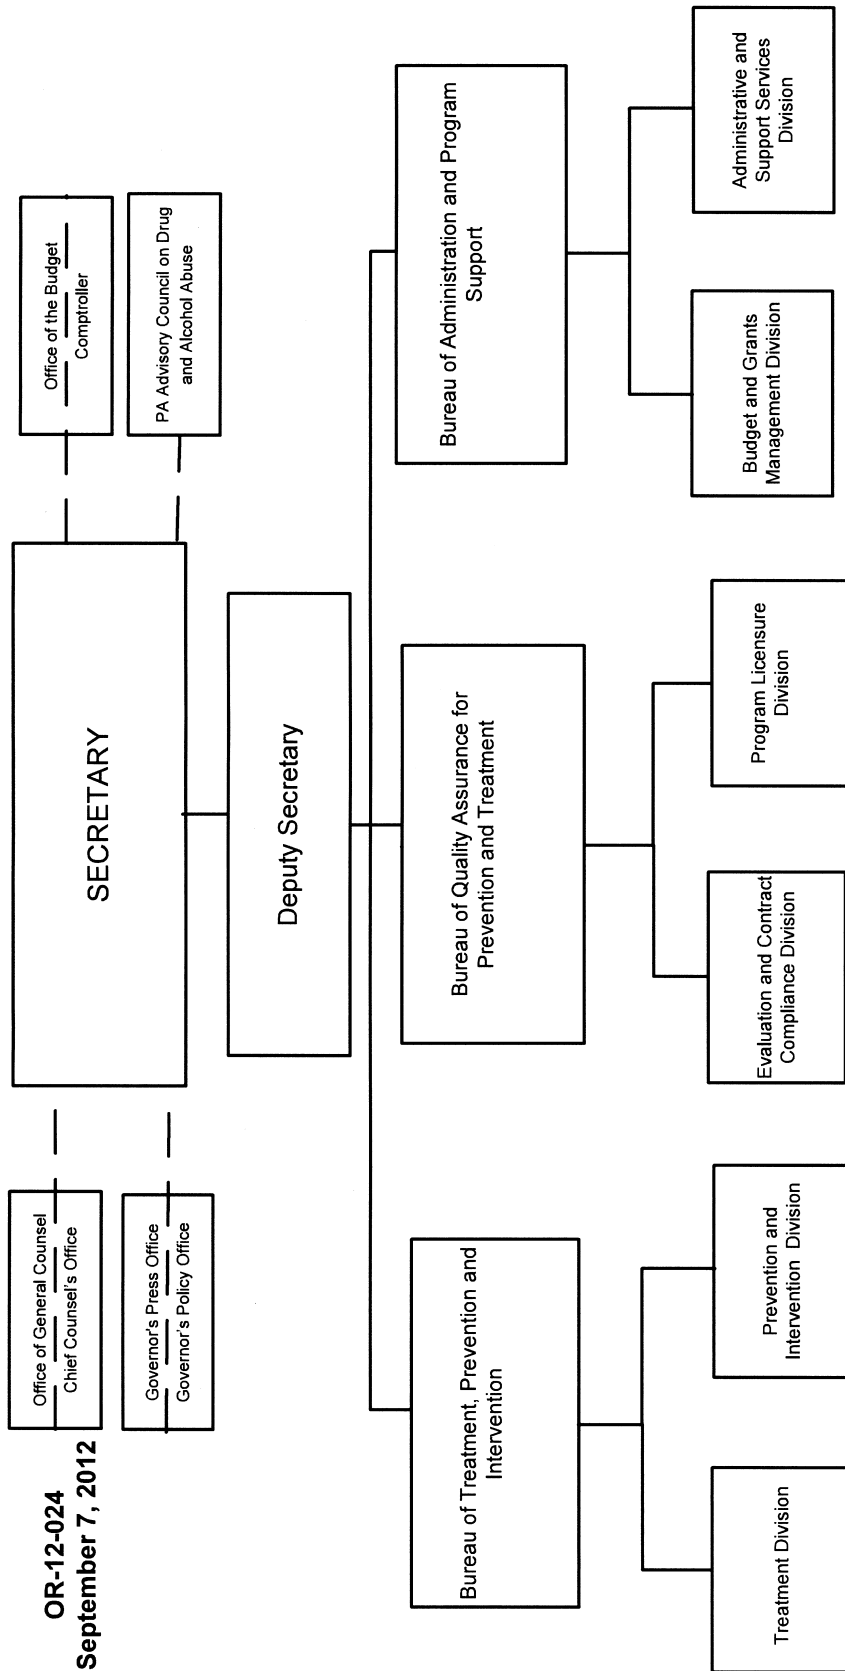 OR-12-024
September 7, 2012
Office of General Counsel
Chief Counsel's Office
Governor's Press Office
Governor's Policy Office
SECRETARY
Office of the Budget
Comptroller
PA Advisory Council on Drug
and Alcohol Abuse
Deputy Secretary
Bureau of Treatment, Prevention and
Intervention
Bureau of Quality Assurance for
Prevention and Treatment
Bureau of Administration and Program
Support
Treatment Division
Prevention and
Intervention Division
Evaluation and Contract
Compliance Division
Program Licensure
Division
Budget and Grants
Management Division
Administrative and
Support Services
Division